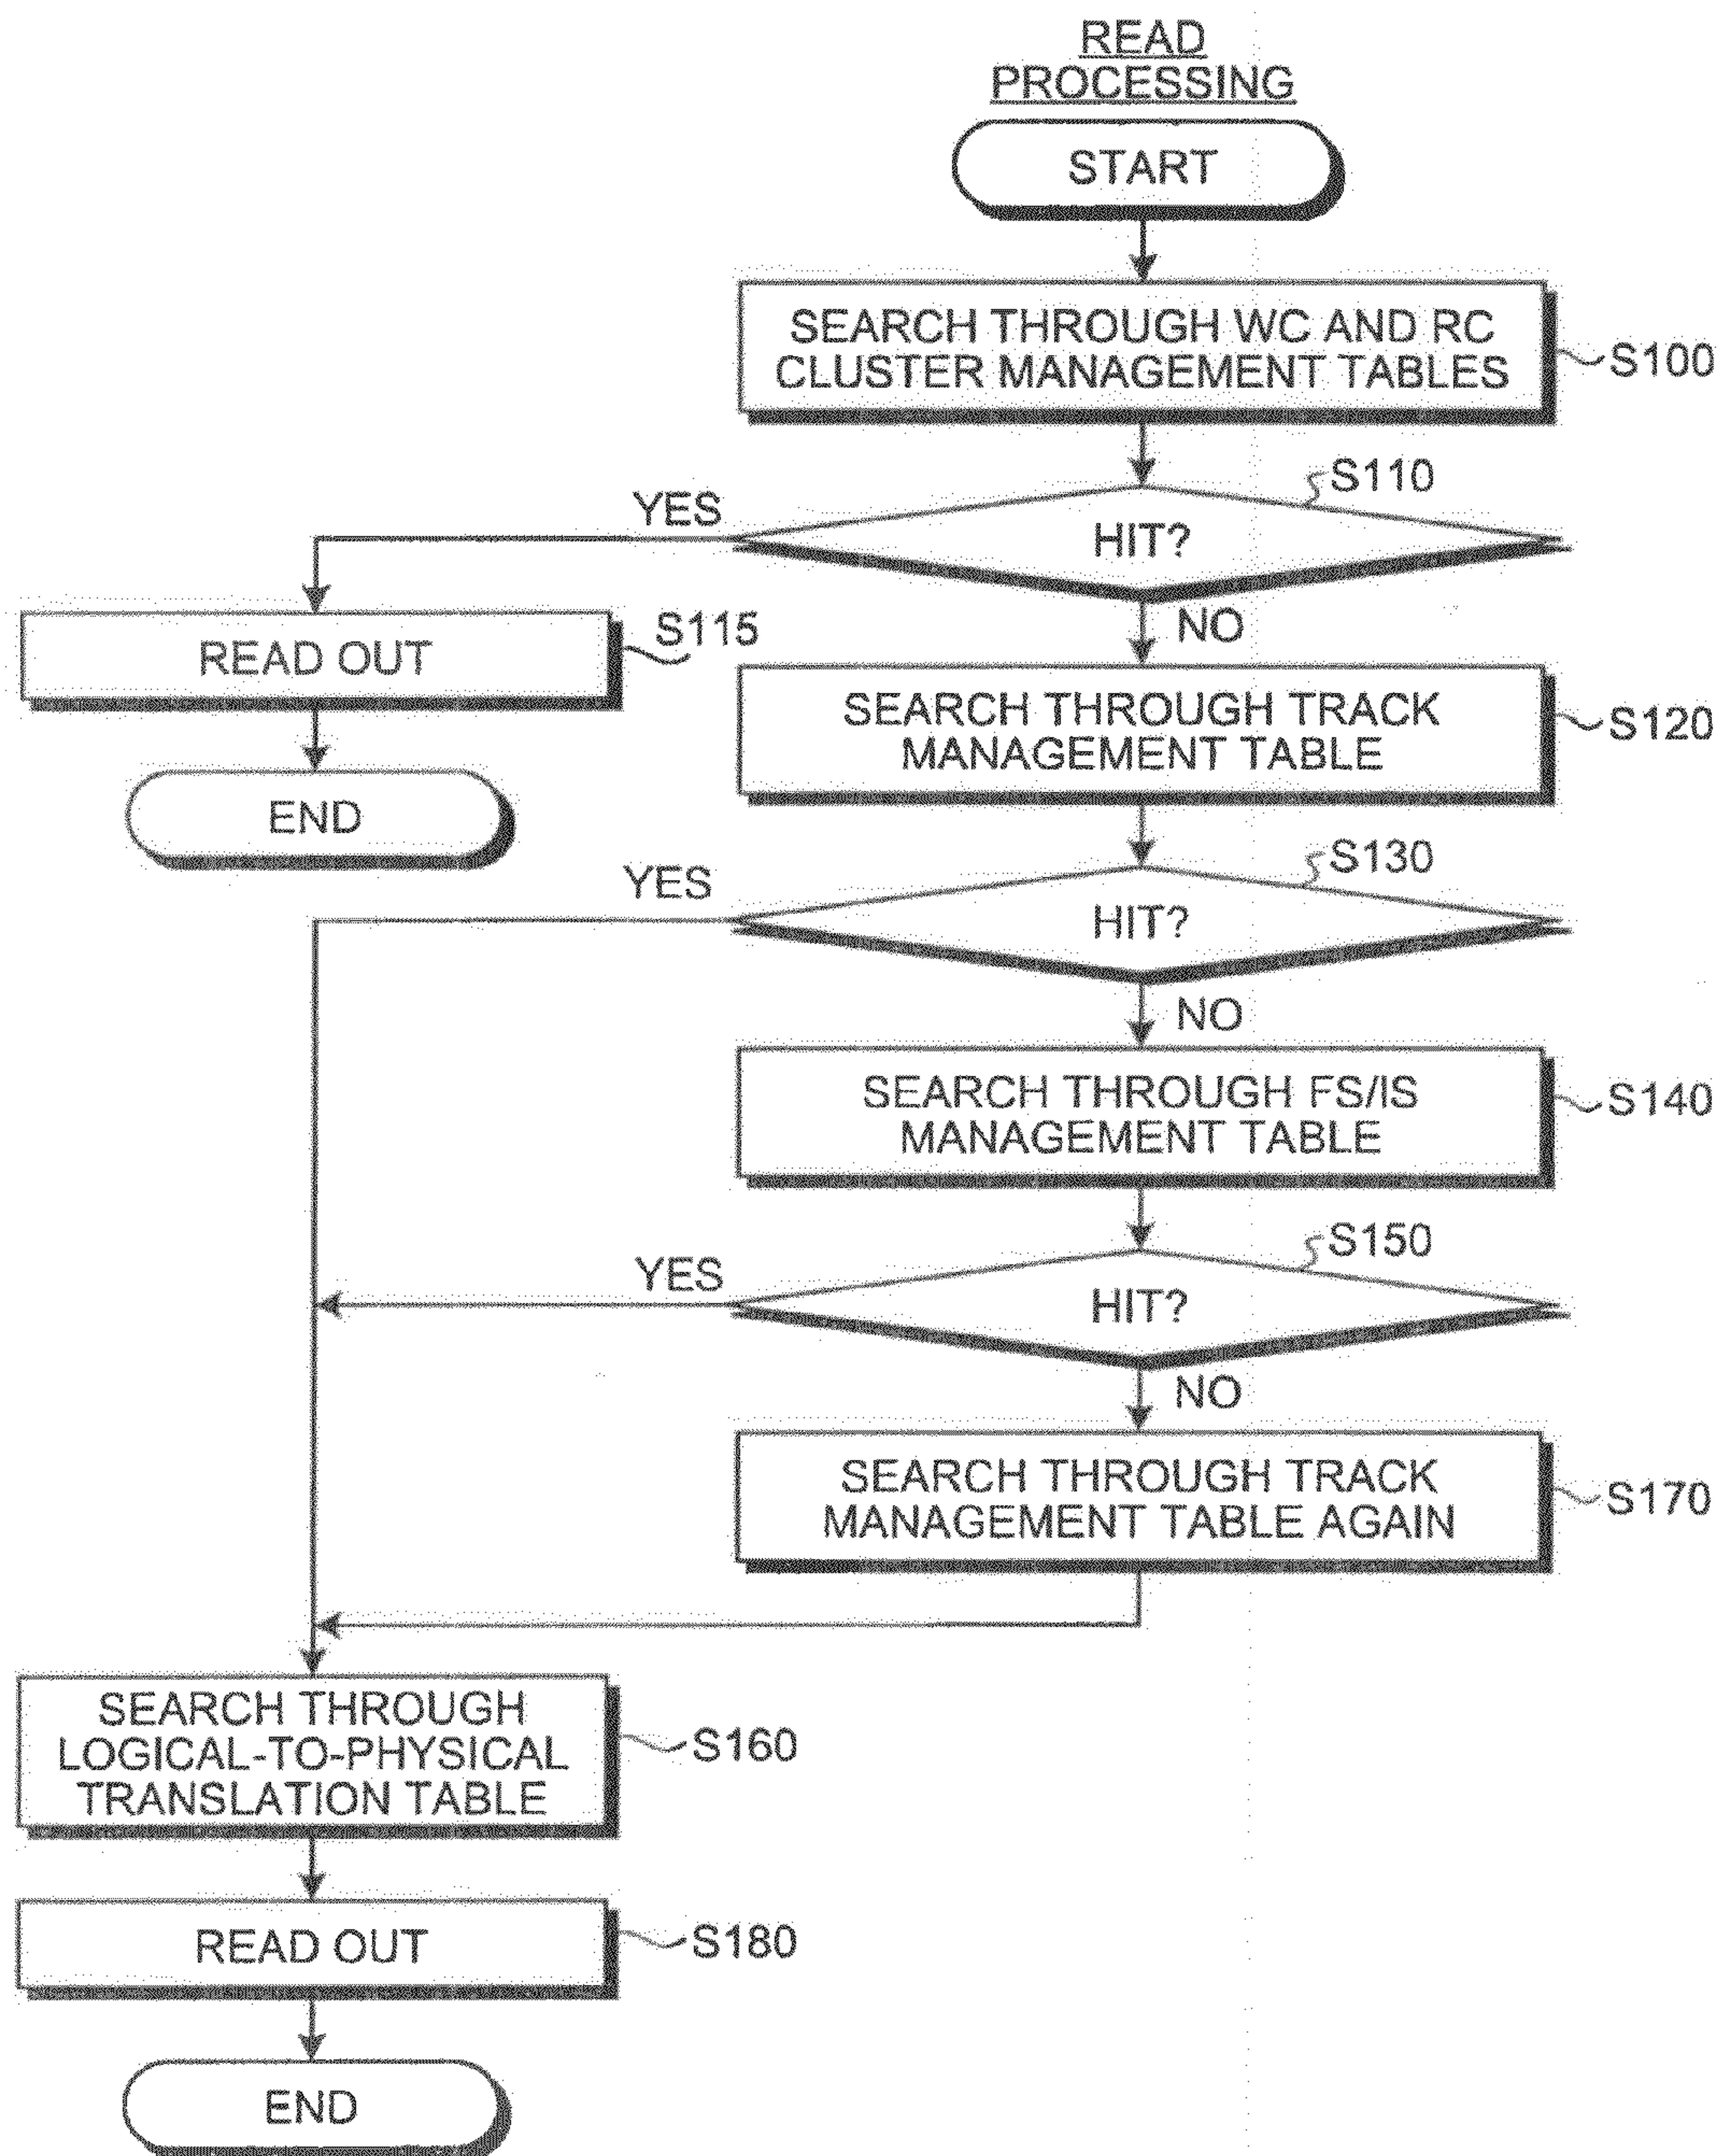 READ
PROCESSING
START
SEARCH THROUGH WC AND RC
CLUSTER MANAGEMENT TABLES
S100
S110
YES
HIT?
NO
READ OUT
S115
SEARCH THROUGH TRACK
MANAGEMENT TABLE
S120
END
S130
YES
HIT?
NO
SEARCH THROUGH FS/IS
MANAGEMENT TABLE
S140
S150
YES
HIT?
NO
SEARCH THROUGH TRACK
MANAGEMENT TABLE AGAIN
S170
SEARCH THROUGH
LOGICAL-TO-PHYSICAL
TRANSLATION TABLE
S160
READ OUT
S180
END